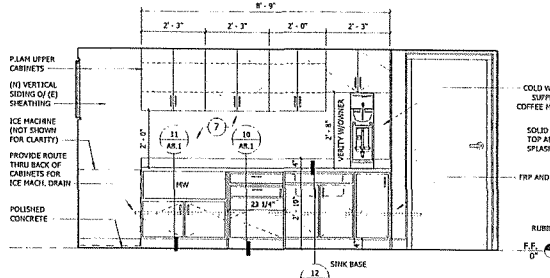 8' - 9"
2' - 3"
2' - 3"
2' - 0"
2' - 3"
P.LAM UPPER
CABINETS
(N) VERTICAL
SIDING O/ (E)
SHEATHING
ICE MACHINE
(NOT SHOWN
FOR CLARITY)
PROVIDE ROUTE
THRU BACK OF
CABINETS FOR
ICE MACH. DRAIN
POLISHED
CONCRETE
2' - 0"
11
A8.1
7
10
A8.1
2' - 8"
VERIFY W/OWNER
4"
MW
23 1/4"
2' - 10"
4"
SINK BASE
12
COLD W
SUPP
COFFEE M
SOLID
TOP A
SPLAS
FRP AND
RUBB
F.F.
0"